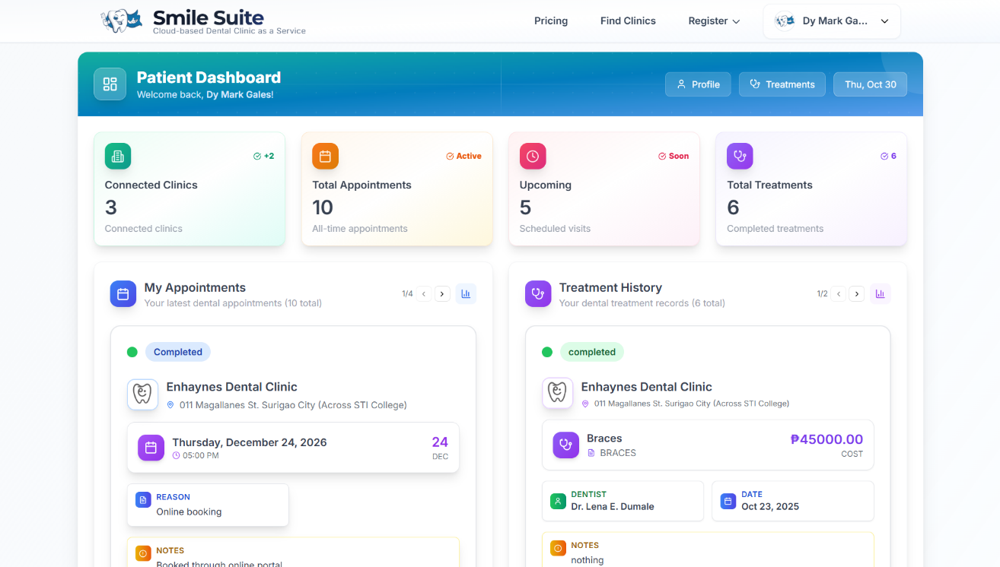 Smile Suite
Cloud-based Dental Clinic as a Service
Pricing
Find Clinics
Register
Dy Mark Ga...
Patient Dashboard
Welcome back, Dy Mark Gales!
Profile
Treatments
Thu, Oct 30
+2
Connected Clinics
3
Connected clinics
Active
Total Appointments
10
All-time appointments
Soon
Upcoming
5
Scheduled visits
6
Total Treatments
6
Completed treatments
My Appointments
Your latest dental appointments (10 total)
1/4
Completed
Enhaynes Dental Clinic
011 Magallanes St. Surigao City (Across STI College)
Thursday, December 24, 2026
05:00 PM
24
DEC
REASON
Online booking
NOTES
Booked through online portal
Treatment History
Your dental treatment records (6 total)
1/2
completed
Enhaynes Dental Clinic
011 Magallanes St. Surigao City (Across STI College)
Braces
BRACES
₱45000.00
COST
DENTIST
Dr. Lena E. Dumale
DATE
Oct 23, 2025
NOTES
nothing